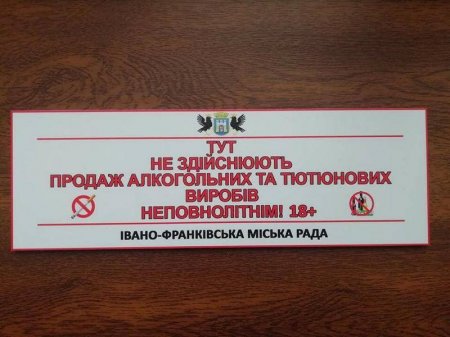 ТУТ
НЕ ЗДІЙСНЮЮТЬ
ПРОДАЖ АЛКОГОЛЬНИХ ТА ТЮТЮНОВИХ
ВИРОБІВ
НЕПОВНОЛІТНІМ! 18+
ІВАНО-ФРАНКІВСЬКА МІСЬКА РАДА